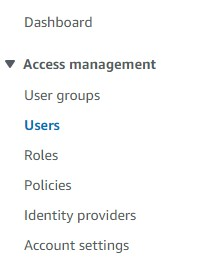 Dashboard
Access management
User groups
Users
Roles
Policies
Identity providers
Account settings